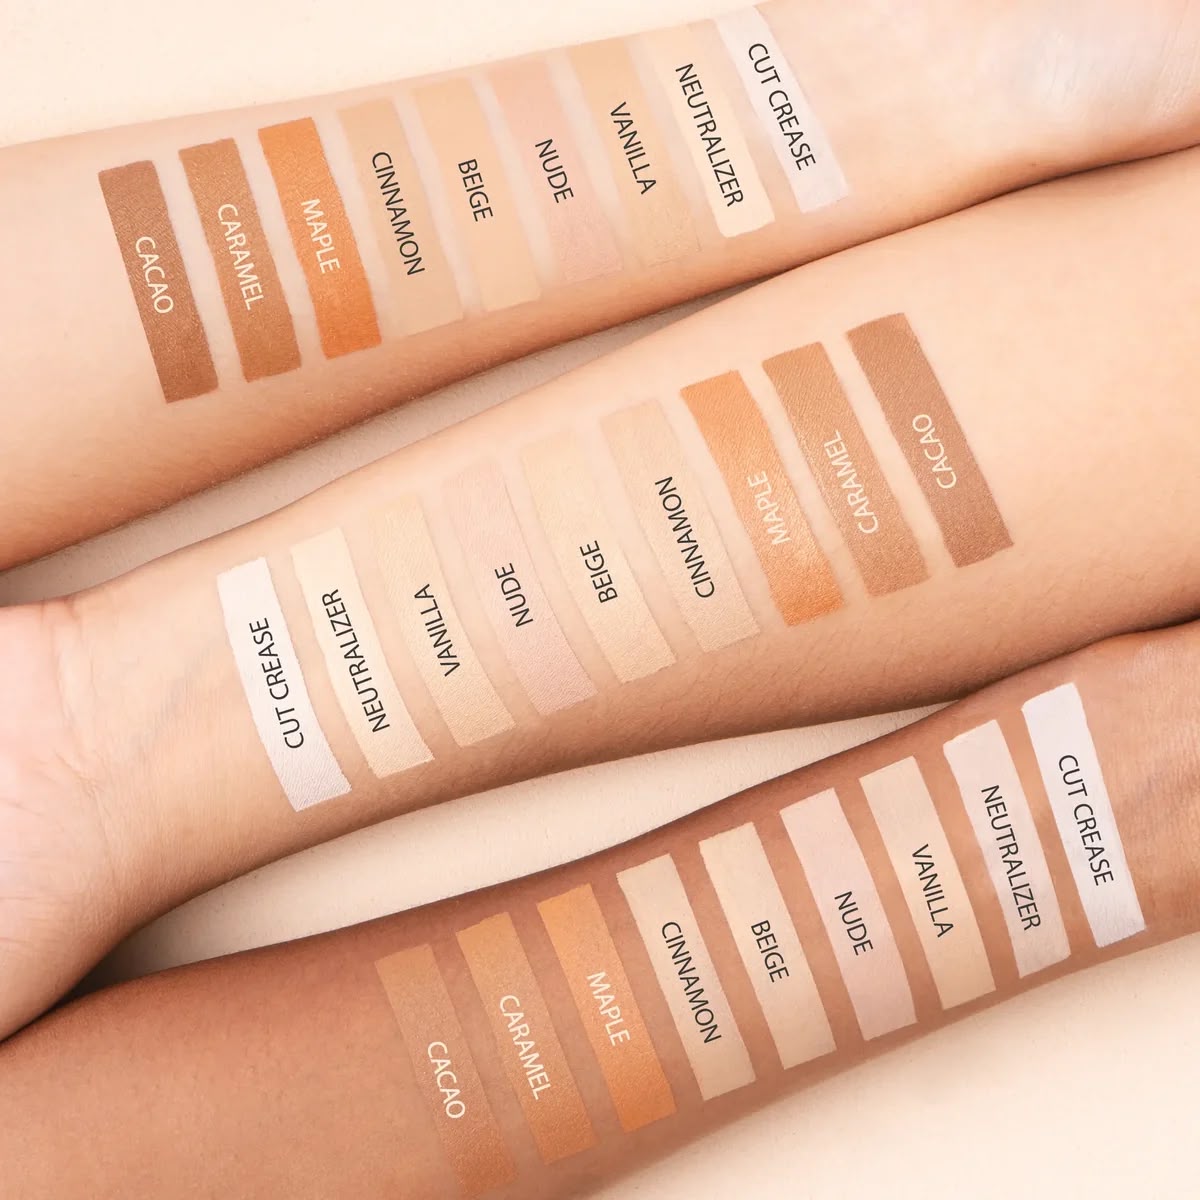 CACAO
CARAMEL
MAPLE
CINNAMON
BEIGE
NUDE
VANILLA
NEUTRALIZER
CUT CREASE
CUT CREASE
NEUTRALIZER
VANILLA
NUDE
BEIGE
CINNAMON
MAPLE
CARAMEL
CACAO
CACAO
CARAMEL
MAPLE
CINNAMON
BEIGE
NUDE
VANILLA
NEUTRALIZER
CUT CREASE